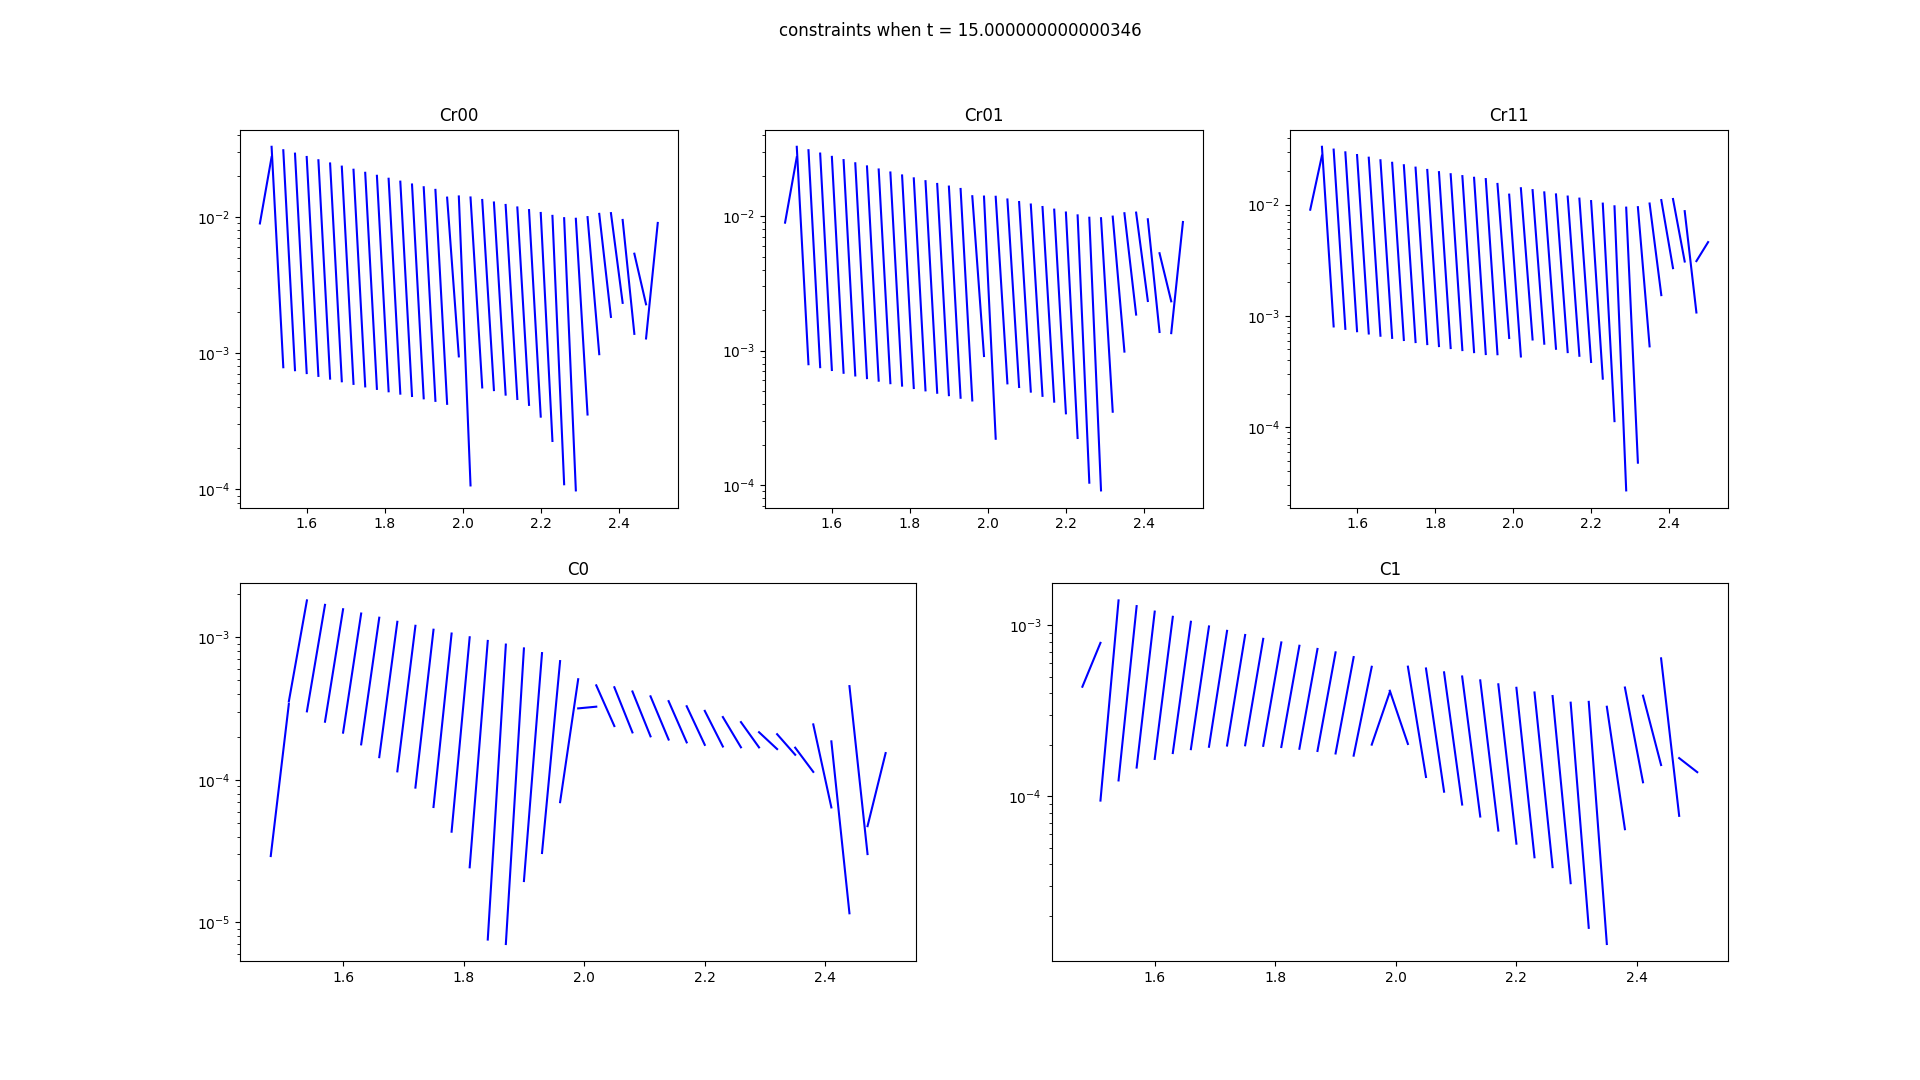 constraints when t = 15.000000000000346
Cr00 Cr01 Cr11
10⁻² 10⁻² 10⁻²
10⁻³ 10⁻³ 10⁻³
10⁻⁴ 10⁻⁴ 10⁻⁴
1.6 1.8 2.0 2.2 2.4 1.6 1.8 2.0 2.2 2.4 1.6 1.8 2.0 2.2 2.4
C0 C1
10⁻³ 10⁻³
10⁻⁴ 10⁻⁴
10⁻⁵
1.6 1.8 2.0 2.2 2.4 1.6 1.8 2.0 2.2 2.4